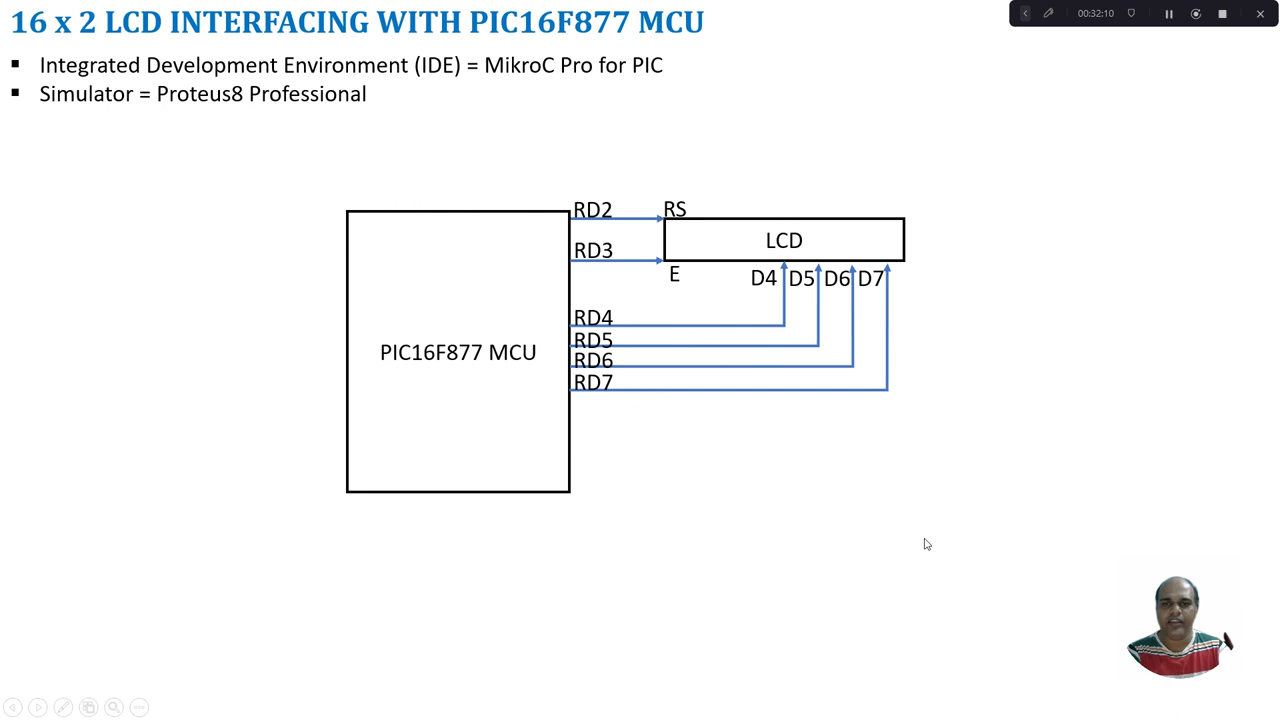 16 x 2 LCD INTERFACING WITH PIC16F877 MCU
00:32:10
▪ Integrated Development Environment (IDE) = MikroC Pro for PIC
▪ Simulator = Proteus8 Professional
RD2
RS
LCD
RD3
E
D4
D5
D6
D7
RD4
RD5
PIC16F877 MCU
RD6
RD7